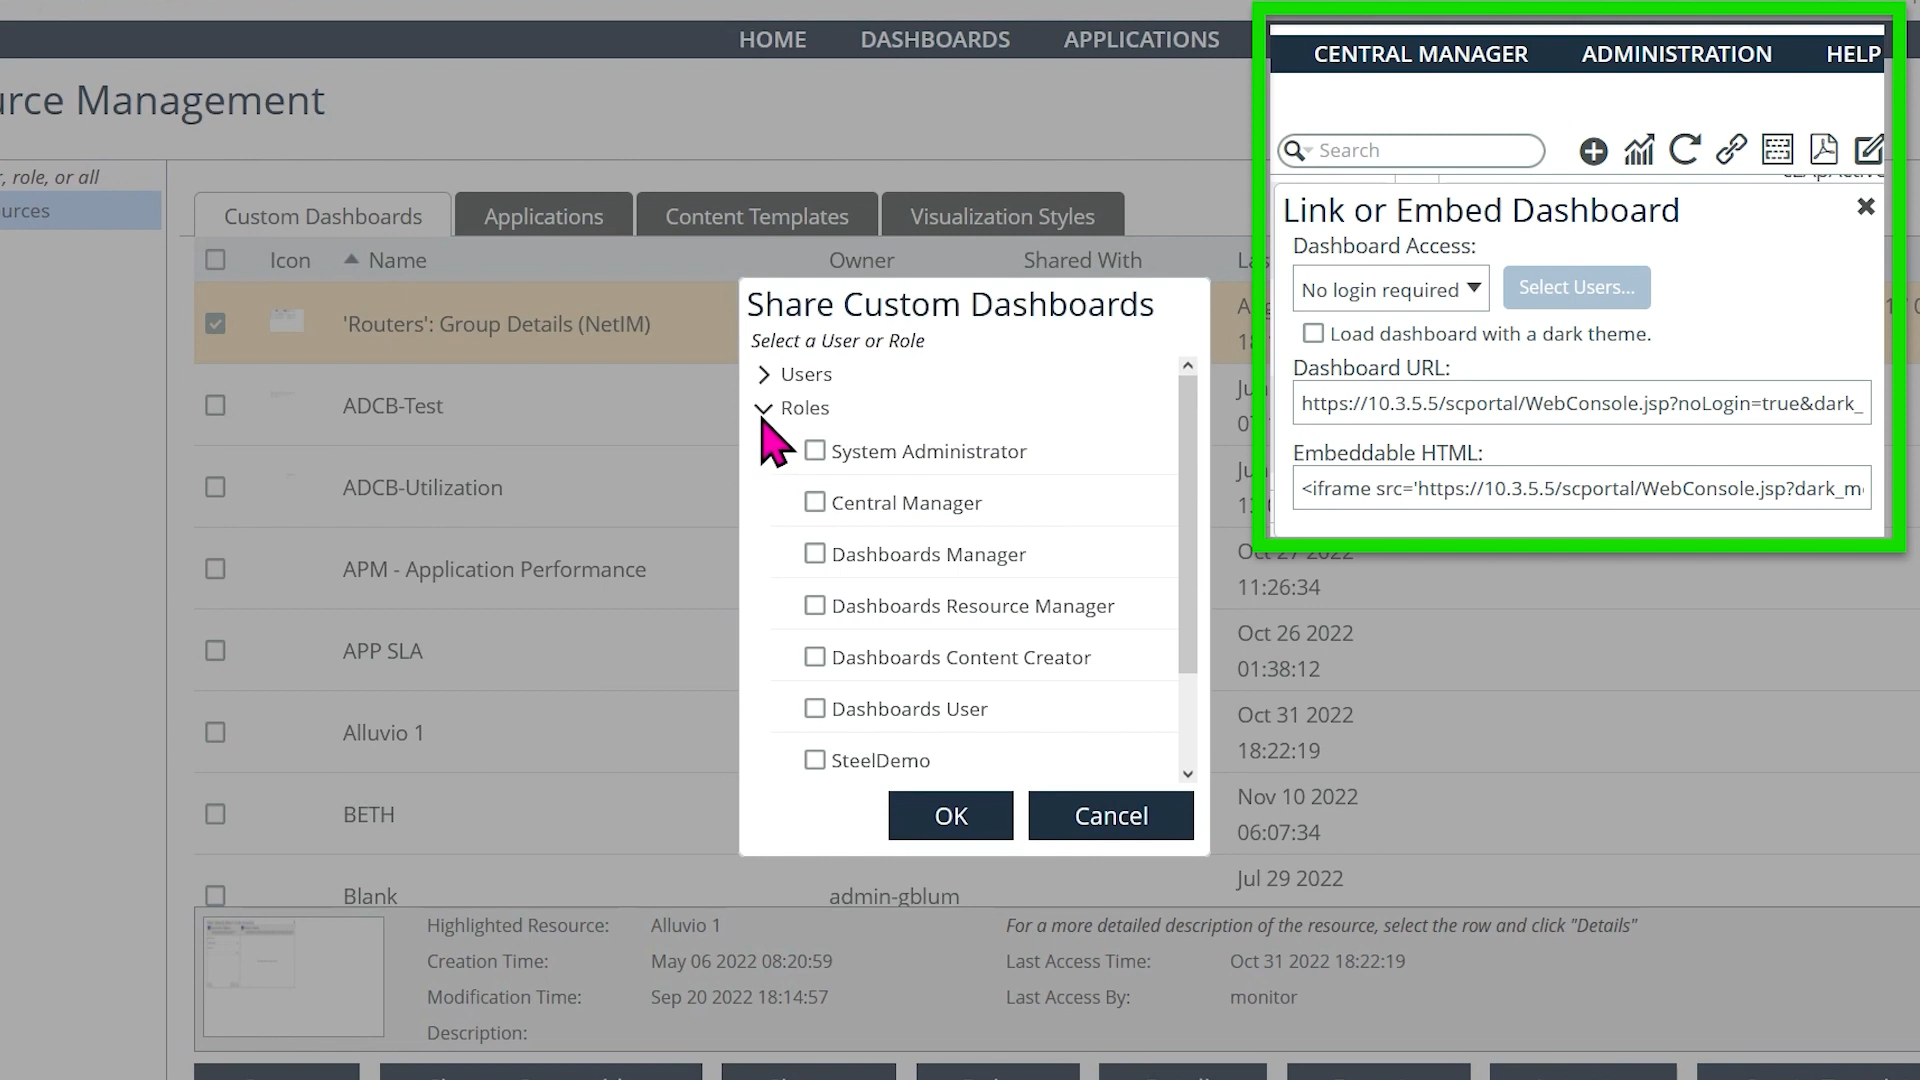 HOME DASHBOARDS APPLICATIONS
CENTRAL MANAGER ADMINISTRATION HELP
urce Management
Search
r, role, or all
urces
Custom Dashboards Applications Content Templates Visualization Styles
Icon Name Owner Shared With
Link or Embed Dashboard
Dashboard Access:
No login required Select Users...
Load dashboard with a dark theme.
Dashboard URL:
https://10.3.5.5/scportal/WebConsole.jsp?noLogin=true&dark_
Embeddable HTML:
<iframe src='https://10.3.5.5/scportal/WebConsole.jsp?dark_m
Share Custom Dashboards
Select a User or Role
Users
Roles
System Administrator
Central Manager
Dashboards Manager
Dashboards Resource Manager
Dashboards Content Creator
Dashboards User
SteelDemo
OK Cancel
'Routers': Group Details (NetIM)
ADCB-Test
ADCB-Utilization
APM - Application Performance
Oct 27 2022
11:26:34
APP SLA
Oct 26 2022
01:38:12
Alluvio 1
Oct 31 2022
18:22:19
BETH
Nov 10 2022
06:07:34
Blank admin-gblum
Jul 29 2022
Highlighted Resource: Alluvio 1 For a more detailed description of the resource, select the row and click "Details"
Creation Time: May 06 2022 08:20:59 Last Access Time: Oct 31 2022 18:22:19
Modification Time: Sep 20 2022 18:14:57 Last Access By: monitor
Description: